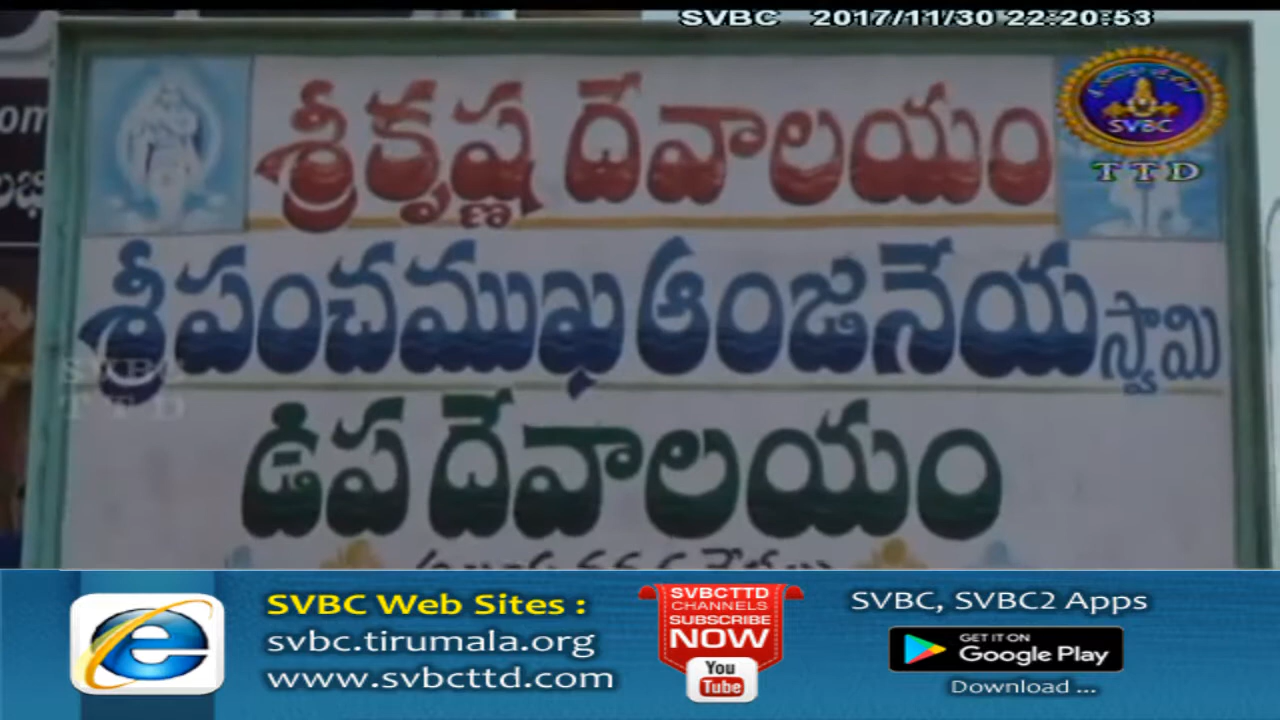 SVBC 2017/11/30 22:20:53
శ్రీకృష్ణ దేవాలయం
SVBC
TTD
శ్రీ పంచముఖ ఆంజనేయ స్వామి
SVBC
TTD
ఉప దేవాలయం
SVBC Web Sites :
svbc.tirumala.org
www.svbcttd.com
SVBCTTD
CHANNELS
SUBSCRIBE
NOW
You
Tube
SVBC, SVBC2 Apps
GET IT ON
Google Play
Download ...